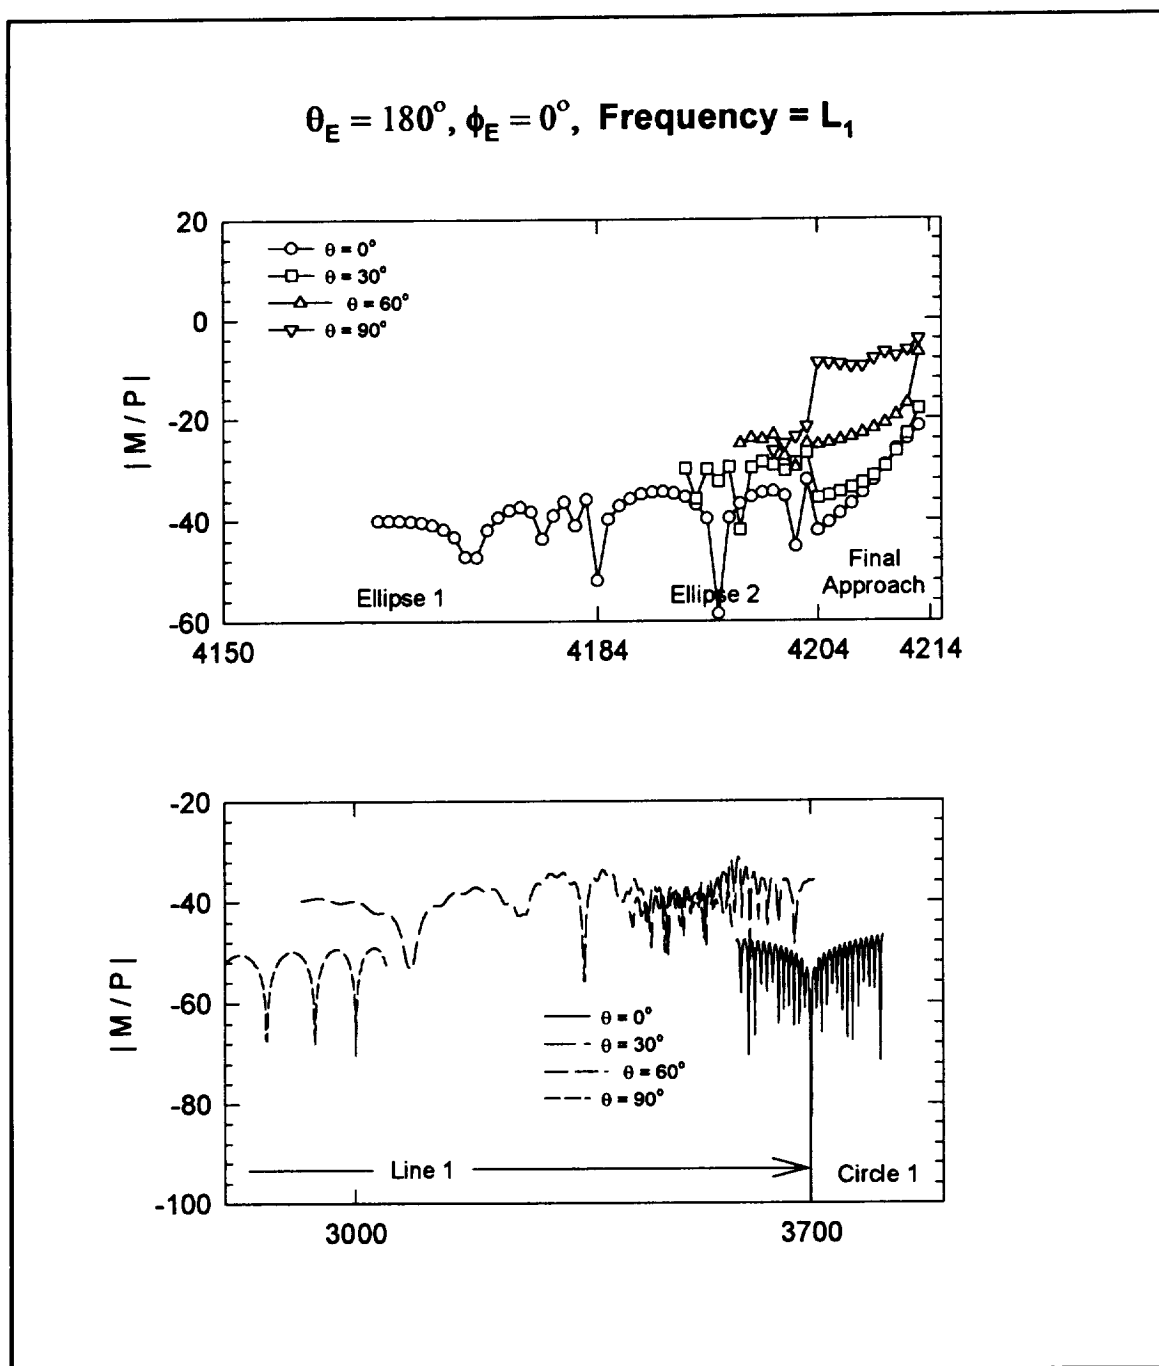 θE = 180°, ϕE = 0°, Frequency = L1
20
0
-20
-40
-60
|M/P|
θ = 0°
θ = 30°
θ = 60°
θ = 90°
Ellipse 1
Ellipse 2
Final
Approach
4150
4184
4204
4214
-20
-40
-60
-80
-100
|M/P|
θ = 0°
θ = 30°
θ = 60°
θ = 90°
Line 1
Circle 1
3000
3700